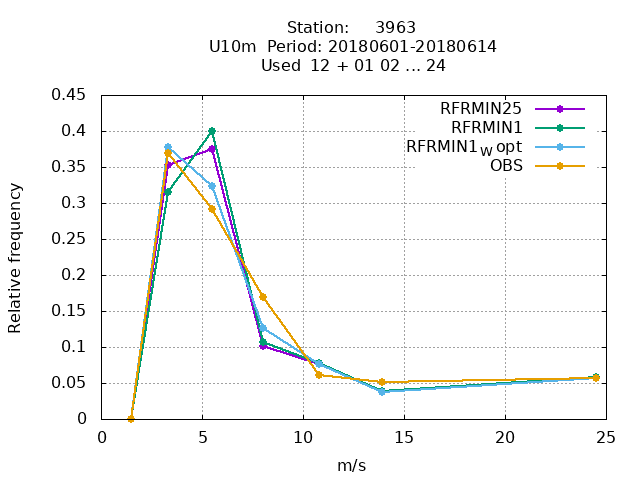 Station: 3963
U10m Period: 20180601-20180614
Used 12 + 01 02 ... 24
0.45
0.4
0.35
0.3
0.25
0.2
0.15
0.1
0.05
0
Relative frequency
RFRMIN25
RFRMIN1
RFRMIN1wopt
OBS
0 5 10 15 20 25
m/s